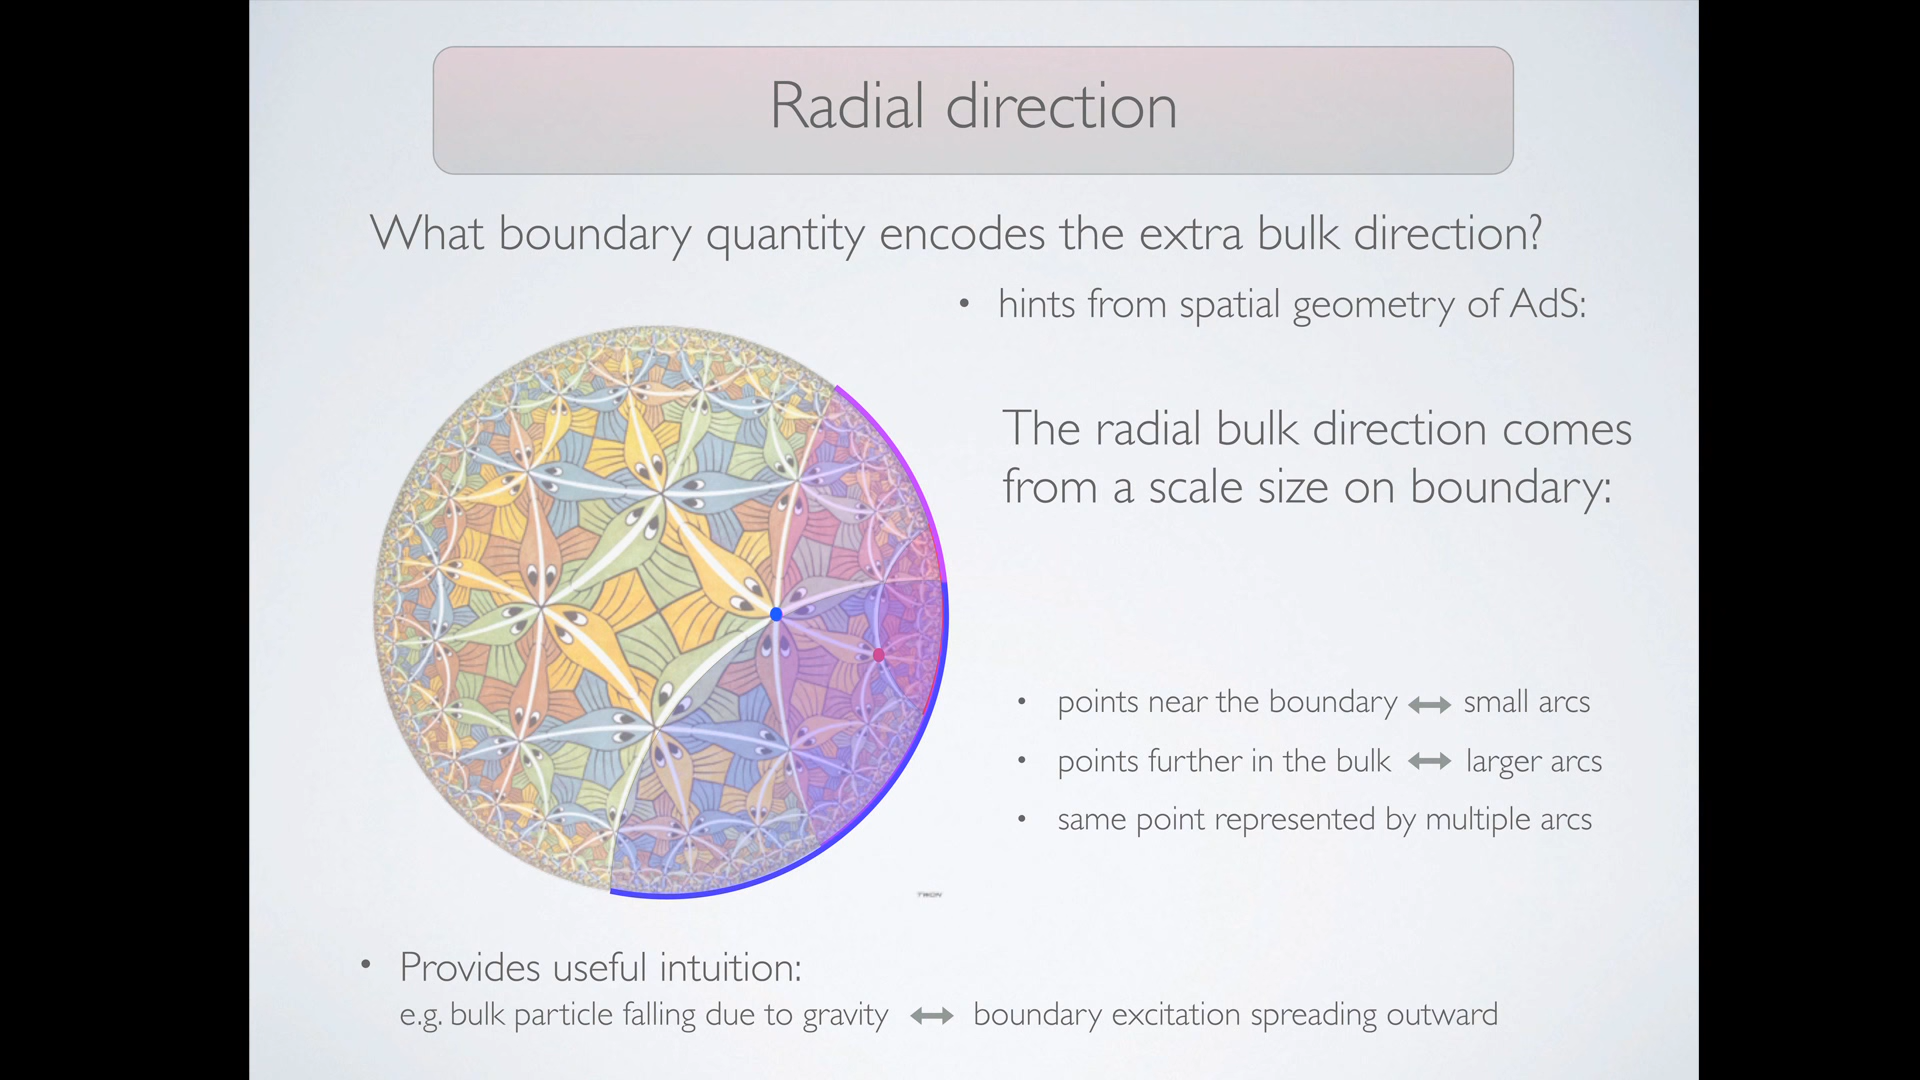 Radial direction
What boundary quantity encodes the extra bulk direction?
• hints from spatial geometry of AdS:
The radial bulk direction comes
from a scale size on boundary:
• points near the boundary ↔ small arcs
• points further in the bulk ↔ larger arcs
• same point represented by multiple arcs
• Provides useful intuition:
e.g. bulk particle falling due to gravity ↔ boundary excitation spreading outward